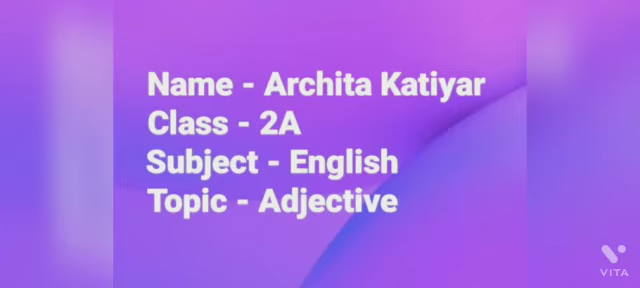 Name - Archita Katiyar
Class - 2A
Subject - English
Topic - Adjective
VITA